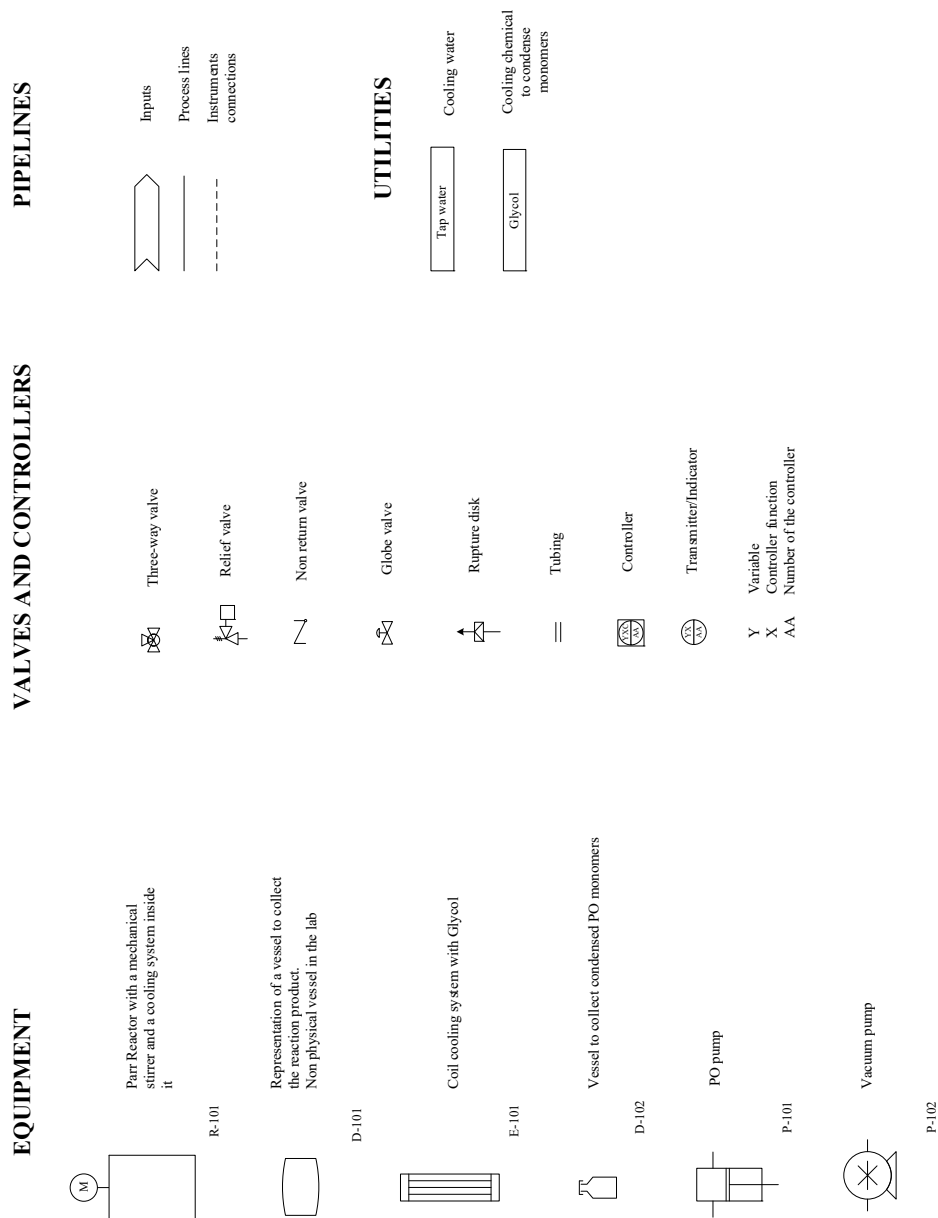 EQUIPMENT
M
R-101
Parr Reactor with a mechanical
stirrer and a cooling system inside
it
D-101
Representation of a vessel to collect
the reaction product.
Non physical vessel in the lab
E-101
Coil cooling system with Glycol
D-102
Vessel to collect condensed PO monomers
P-101
PO pump
P-102
Vacuum pump
VALVES AND CONTROLLERS
Three-way valve
Relief valve
Non return valve
Globe valve
Rupture disk
Tubing
YXC
AA
Controller
YX
AA
Transmitter/Indicator
Y Variable
X Controller function
AA Number of the controller
PIPELINES
Inputs
Process lines
Instruments
connections
UTILITIES
Tap water
Cooling water
Glycol
Cooling chemical
to condense
monomers